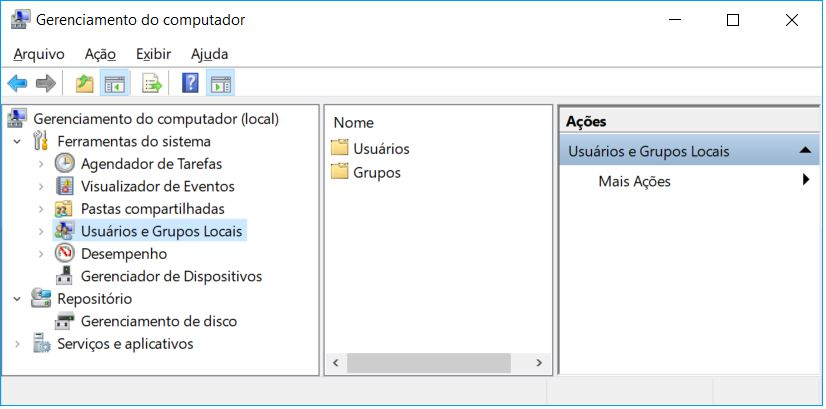 Gerenciamento do computador
Arquivo Ação Exibir Ajuda
Gerenciamento do computador (local)
Ferramentas do sistema
Agendador de Tarefas
Visualizador de Eventos
Pastas compartilhadas
Usuários e Grupos Locais
Desempenho
Gerenciador de Dispositivos
Repositório
Gerenciamento de disco
Serviços e aplicativos
Nome
Usuários
Grupos
Ações
Usuários e Grupos Locais
Mais Ações